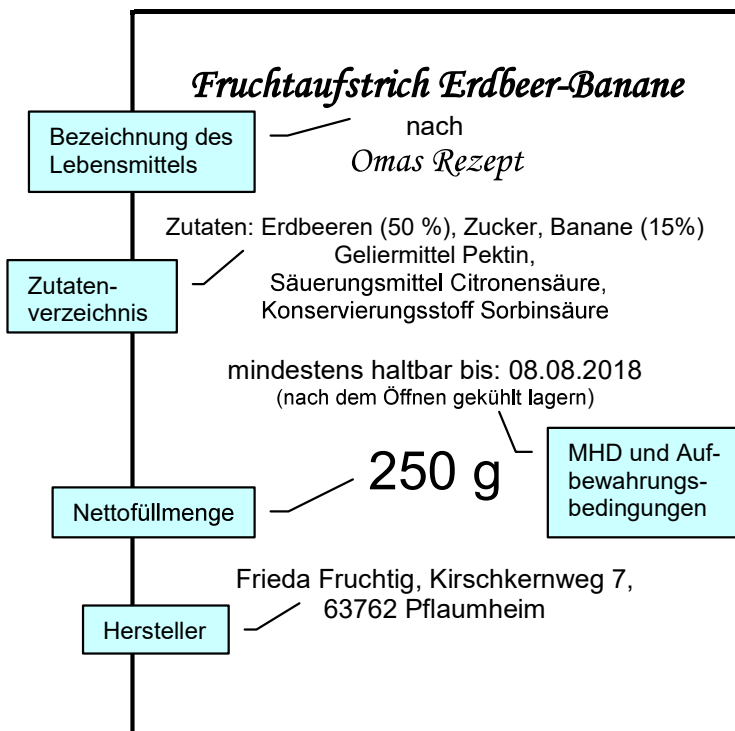 Fruchtaufstrich Erdbeer-Banane
nach
Omas Rezept
Bezeichnung des
Lebensmittels
Zutaten: Erdbeeren (50 %), Zucker, Banane (15%)
Geliermittel Pektin,
Säuerungsmittel Citronensäure,
Konservierungsstoff Sorbinsäure
Zutaten-
verzeichnis
mindestens haltbar bis: 08.08.2018
(nach dem Öffnen gekühlt lagern)
MHD und Auf-
bewahrungs-
bedingungen
250 g
Nettofüllmenge
Frieda Fruchtig, Kirschkernweg 7,
63762 Pflaumheim
Hersteller